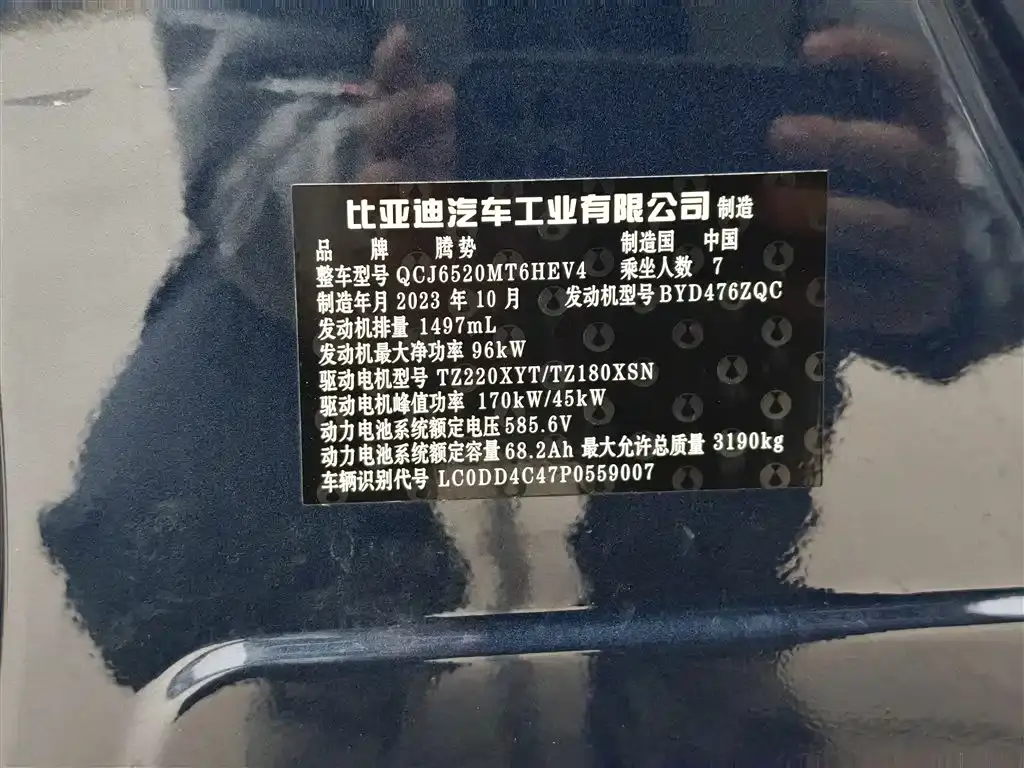 比亚迪汽车工业有限公司 制造
品 牌 腾势 制造国 中国
整车型号 QCJ6520MT6HEV4 乘坐人数 7
制造年月 2023 年 10 月 发动机型号 BYD476ZQC
发动机排量 1497mL
发动机最大净功率 96kW
驱动电机型号 TZ220XYT/TZ180XSN
驱动电机峰值功率 170kW/45kW
动力电池系统额定电压 585.6V
动力电池系统额定容量 68.2Ah 最大允许总质量 3190kg
车辆识别代号 LC0DD4C47P0559007